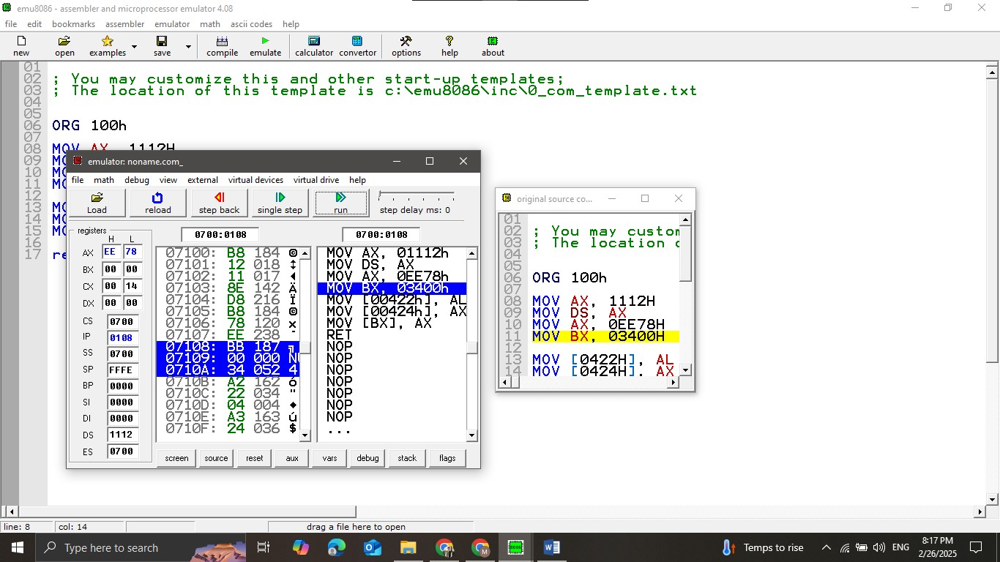 emu8086 - assembler and microprocessor emulator 4.08
file edit bookmarks assembler emulator math ascii codes help
new open examples save compile emulate calculator convertor options help about
01
02 ; You may customize this and other start-up templates;
03 ; The location of this template is c:\emu8086\inc\0_com_template.txt
04
05
06 ORG 100h
07
08 MOV AX, 1112H
09 MO
10 MO
11 MO
12
13 MO
14 MO
15 MO
16
17 re
emulator: noname.com_
file math debug view external virtual devices virtual drive help
Load reload step back single step run step delay ms: 0
registers
H L
AX EE 78
BX 00 00
CX 00 14
DX 00 00
CS 0700
IP 0108
SS 0700
SP FFFE
BP 0000
SI 0000
DI 0000
DS 1112
ES 0700
0700:0108
07100: B8 184
07101: 12 018 ↕
07102: 11 017 ◄
07103: 8E 142 Ä
07104: D8 216 Ï
07105: B8 184
07106: 78 120 x
07107: EE 238
07108: BB 187 ╗
07109: 00 000 NU
0710A: 34 052 4
0710B: A2 162 ó
0710C: 22 034 "
0710D: 04 004 ♦
0710E: A3 163 ú
0710F: 24 036 $
0700:0108
MOV AX, 01112h
MOV DS, AX
MOV AX, 0EE78h
MOV BX, 03400h
MOV [00422h], AL
MOV [00424h], AX
MOV [BX], AX
RET
NOP
NOP
NOP
NOP
NOP
NOP
NOP
...
screen source reset aux vars debug stack flags
original source co...
01
02 ; You may custom
03 ; The location o
04
05
06 ORG 100h
07
08 MOV AX, 1112H
09 MOV DS, AX
10 MOV AX, 0EE78H
11 MOV BX, 03400H
12
13 MOV [0422H], AL
14 MOV [0424H], AX
line: 8 col: 14 drag a file here to open
Type here to search
8086
Temps to rise ENG 8:17 PM
2/26/2025